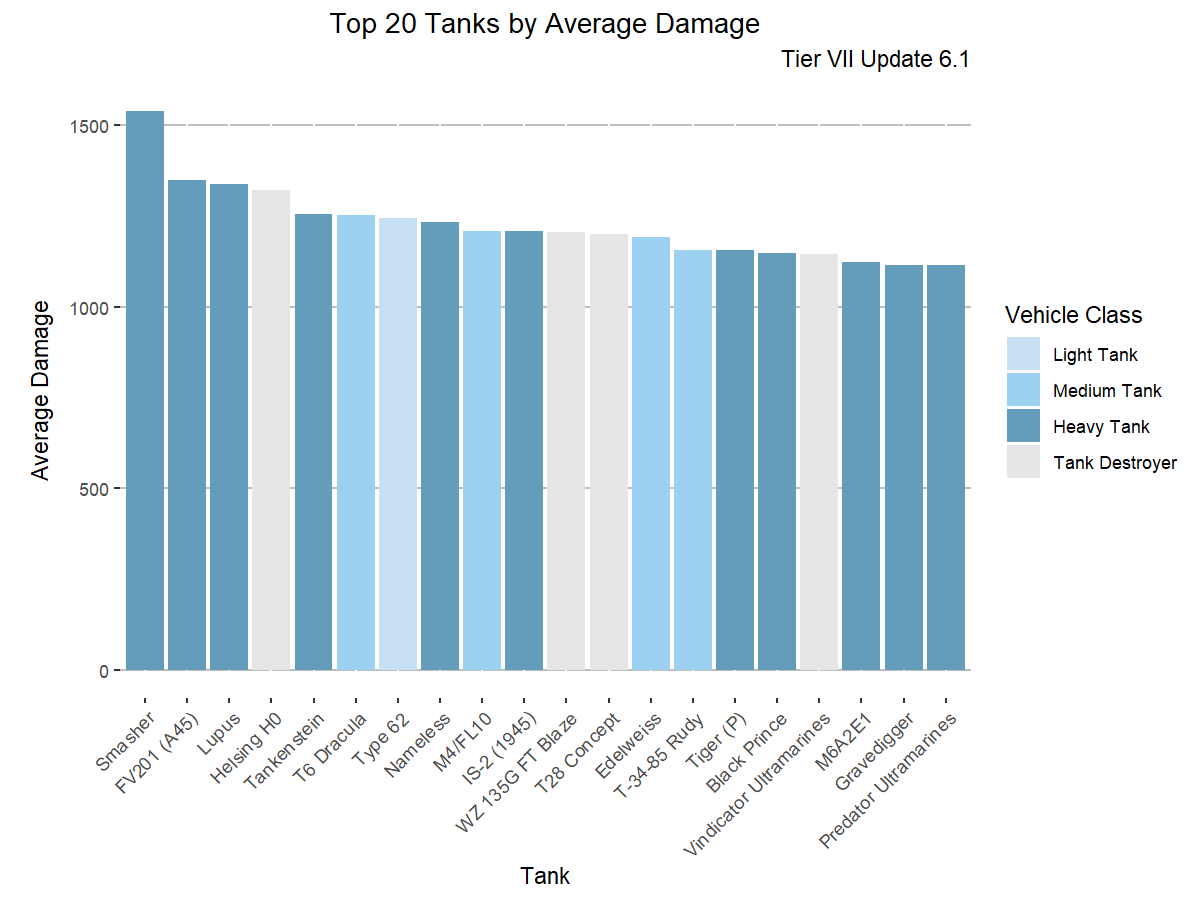 Top 20 Tanks by Average Damage
Tier VII Update 6.1
Average Damage
1500
1000
500
0
Smasher
FV201 (A45)
Lupus
Helsing H0
Tankenstein
T6 Dracula
Type 62
Nameless
M4/FL10
IS-2 (1945)
WZ 135G FT Blaze
T28 Concept
Edelweiss
T-34-85 Rudy
Tiger (P)
Black Prince
Vindicator Ultramarines
M6A2E1
Gravedigger
Predator Ultramarines
Tank
Vehicle Class
Light Tank
Medium Tank
Heavy Tank
Tank Destroyer